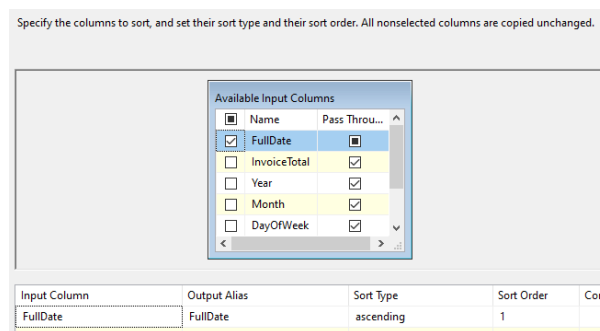 Specify the columns to sort, and set their sort type and their sort order. All nonselected columns are copied unchanged.
Available Input Columns
Name Pass Throu...
FullDate
InvoiceTotal
Year
Month
DayOfWeek
Input Column Output Alias Sort Type Sort Order Co
FullDate FullDate ascending 1